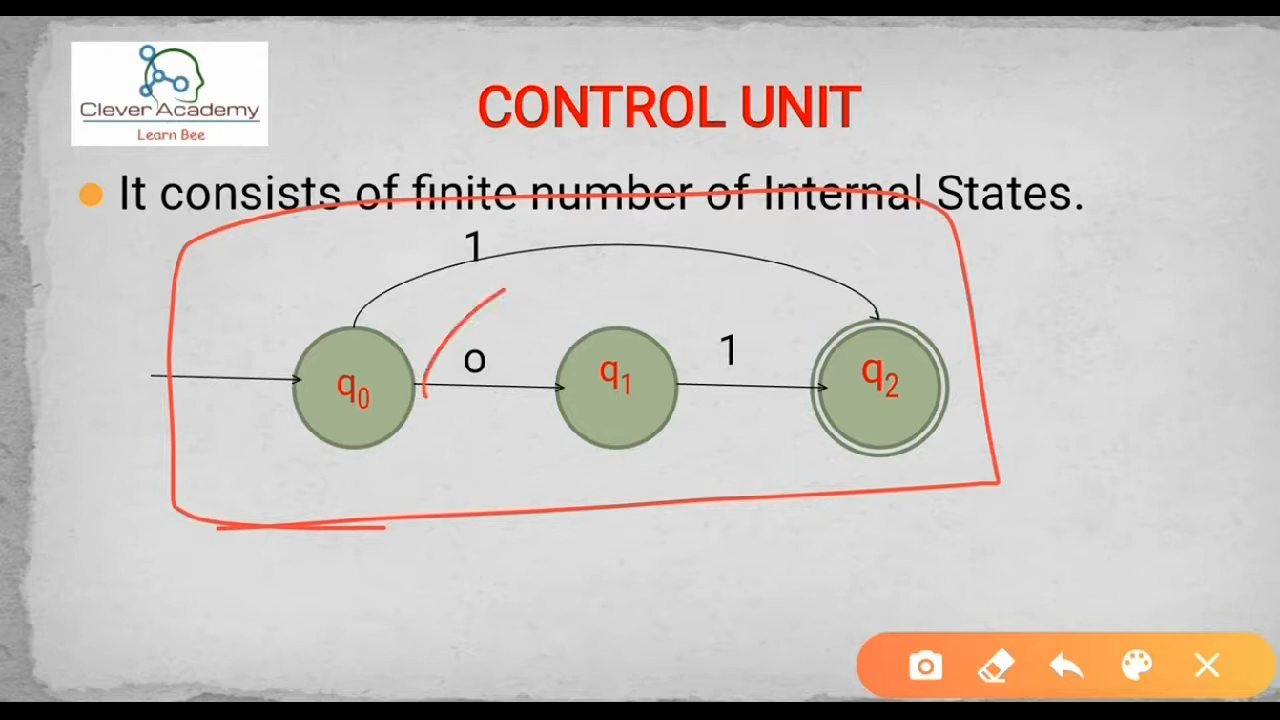 Clever Academy
Learn Bee
CONTROL UNIT
It consists of finite number of Internal States.
1
0
1
q0
q1
q2